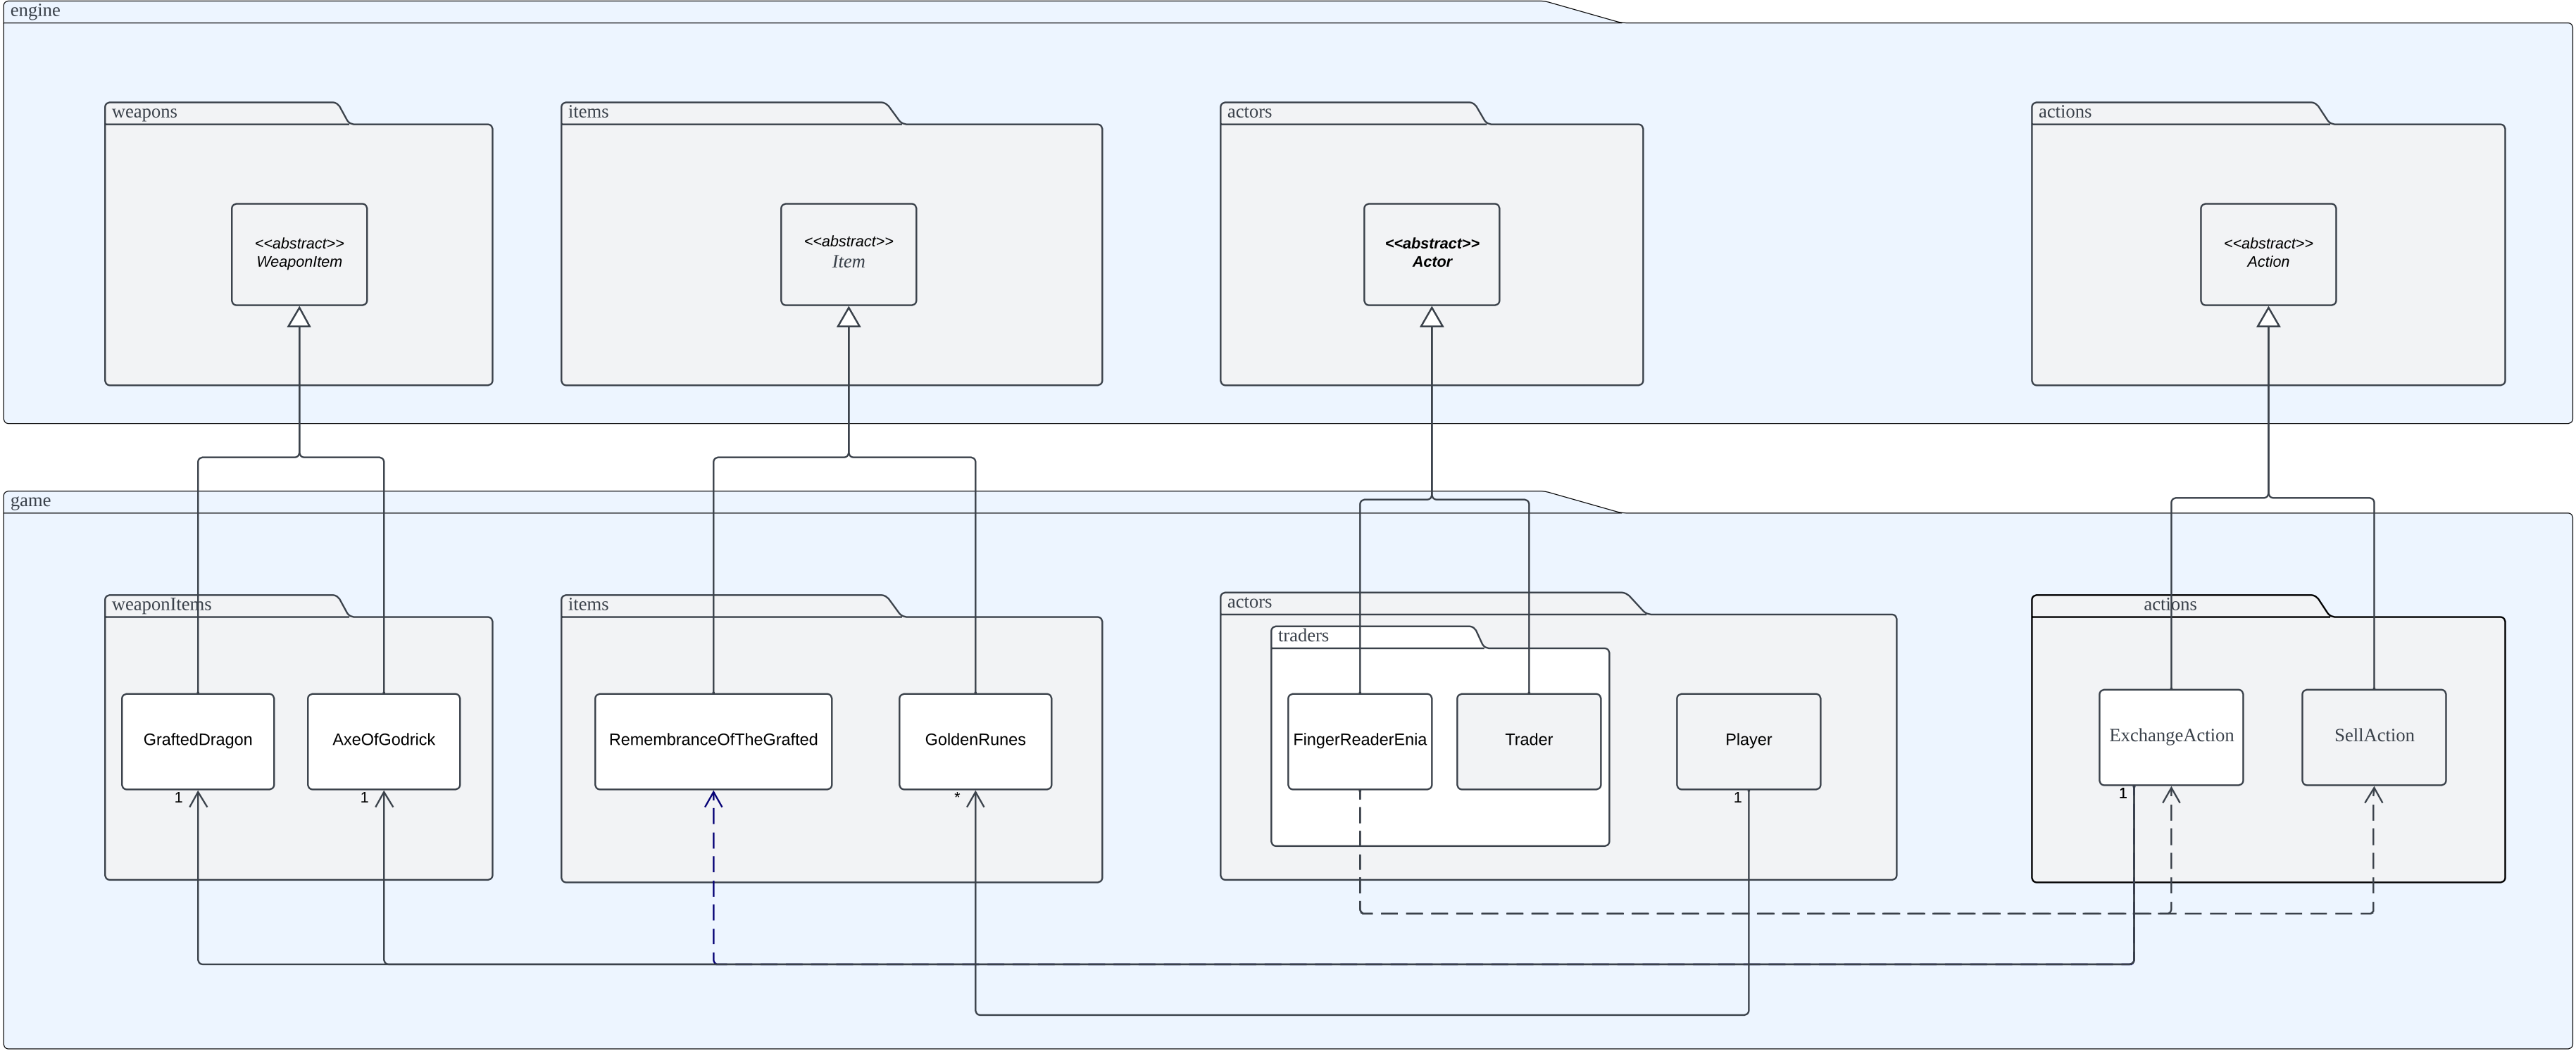 engine
weapons
items
actors
actions
<<abstract>>
WeaponItem
<<abstract>>
Item
<<abstract>>
Actor
<<abstract>>
Action
game
weaponItems
items
actors
actions
traders
GraftedDragon
AxeOfGodrick
RemembranceOfTheGrafted
GoldenRunes
FingerReaderEnia
Trader
Player
ExchangeAction
SellAction
1
1
*
1
1